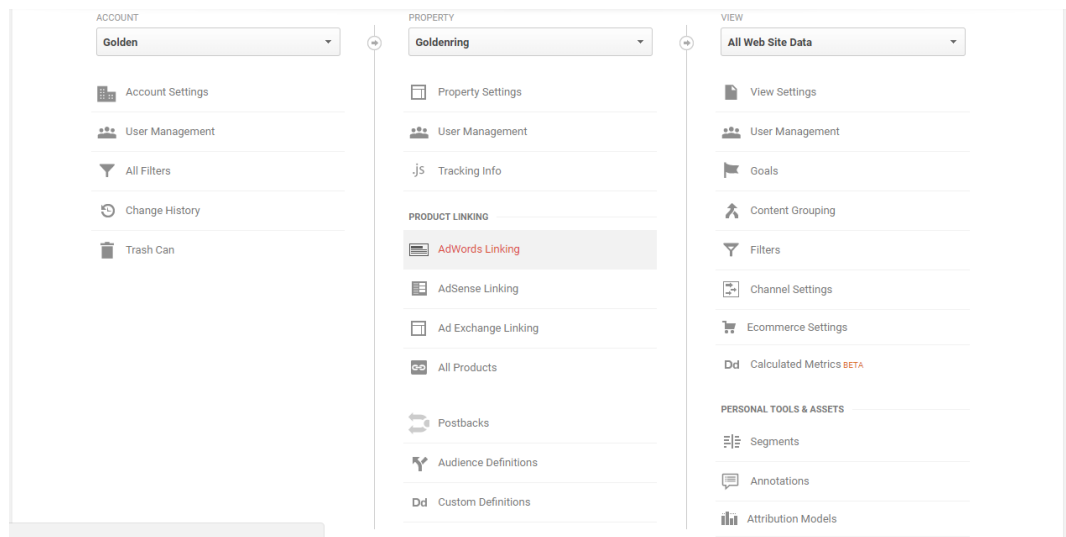 ACCOUNT
Golden
Account Settings
User Management
All Filters
Change History
Trash Can
PROPERTY
Goldenring
Property Settings
User Management
.js Tracking Info
PRODUCT LINKING
AdWords Linking
AdSense Linking
Ad Exchange Linking
All Products
Postbacks
Audience Definitions
Dd Custom Definitions
VIEW
All Web Site Data
View Settings
User Management
Goals
Content Grouping
Filters
Channel Settings
Ecommerce Settings
Dd Calculated Metrics BETA
PERSONAL TOOLS & ASSETS
Segments
Annotations
Attribution Models